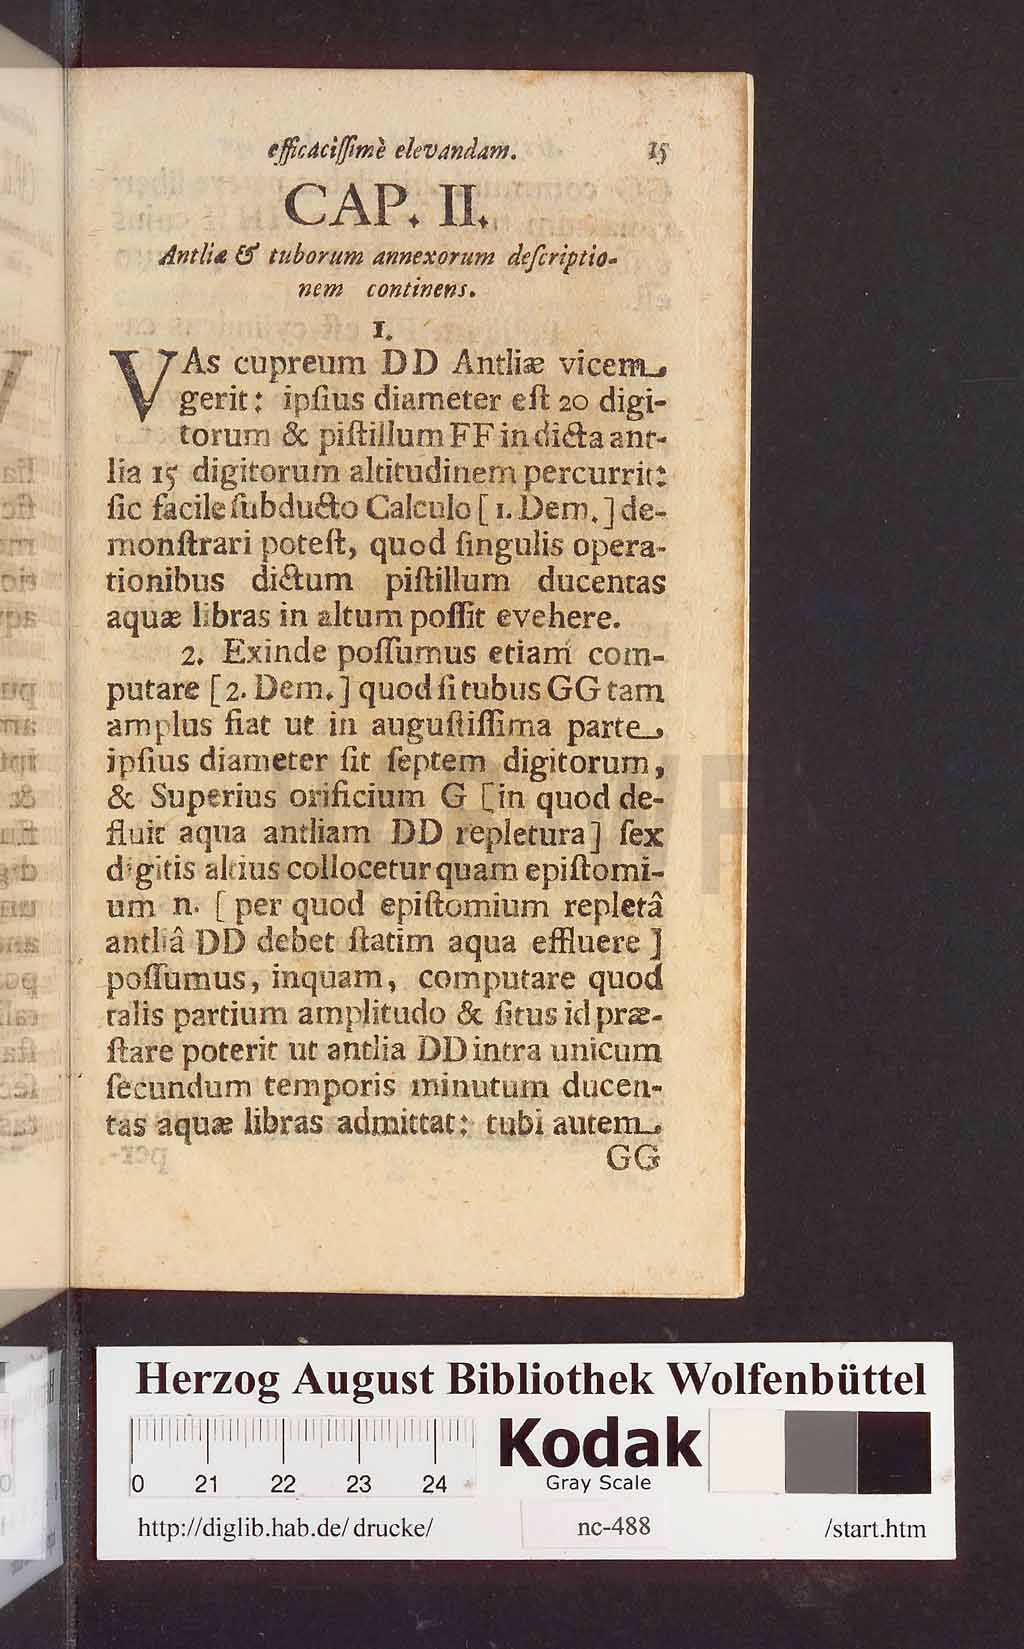 efficáciſſimè elevandam. 15
CAP. II.
Antliæ & tuborum annexorum deſcriptio-
nem continens.
1.
VAs cupreum DD Antliæ vicem
gerit: ipſius diameter eſt 20 digi-
torum & piſtillum FF in dicta ant-
lia 15 digitorum altitudinem percurrit:
ſic facile ſubducto Calculo [1. Dem.] de-
monſtrari poteſt, quod ſingulis opera-
tionibus dictum piſtillum ducentas
aquæ libras in altum poſſit evehere.
2. Exinde poſſumus etiam com-
putare [2. Dem.] quod ſi tubus GG tam
amplus fiat ut in auguſtiſſima parte
ipſius diameter ſit ſeptem digitorum,
& Superius orificium G [in quod de-
fluit aqua antliam DD repletura] ſex
digitis altius collocetur quam epiſtomi-
um n. [per quod epiſtomium repletâ
antliâ DD debet ſtatim aqua effluere]
poſſumus, inquam, computare quod
talis partium amplitudo & ſitus id præ-
ſtare poterit ut antlia DD intra unicum
ſecundum temporis minutum ducen-
tas aquæ libras admittat: tubi autem
GG
Herzog August Bibliothek Wolfenbüttel
0 21 22 23 24
Kodak
Gray Scale
http://diglib.hab.de/drucke/ nc-488 /start.htm